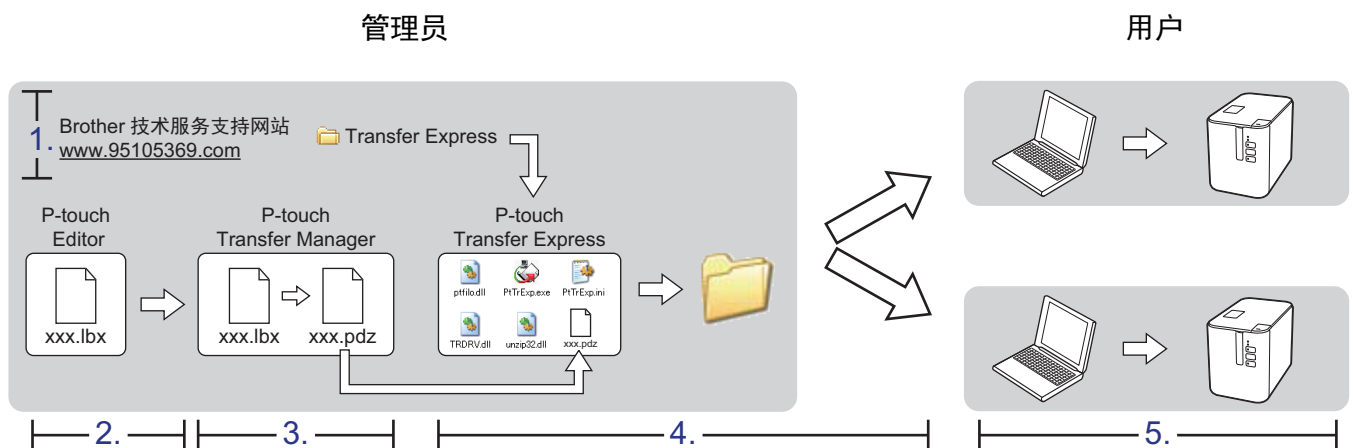 管理员
用户
1.
Brother 技术服务支持网站
www.95105369.com
Transfer Express
P-touch
Editor
xxx.lbx
P-touch
Transfer Manager
xxx.lbx
xxx.pdz
P-touch
Transfer Express
ptfilo.dll
PtTrExp.exe
PtTrExp.ini
TRDRV.dll
unzip32.dll
xxx.pdz
2.
3.
4.
5.